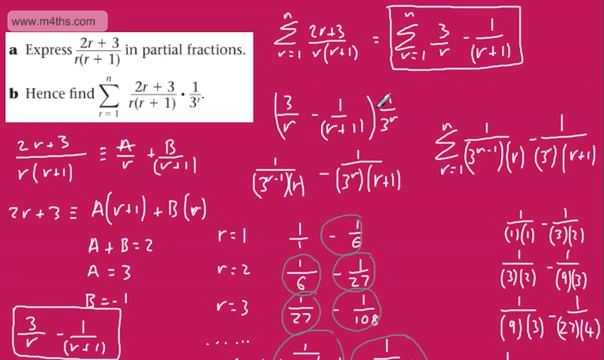 www.m4ths.com
a Express (2r + 3)/(r(r + 1)) in partial fractions.
b Hence find Σ_{r=1}^{n} (2r + 3)/(r(r + 1)) · 1/3^r.
(2r+3)/(r(r+1)) ≡ A/r + B/(r+1)
2r+3 ≡ A(r+1) + B(r)
A + B = 2
A = 3
B = -1
3/r - 1/(r+1)
Σ_{r=1}^{n} (2r+3)/(r(r+1)) = Σ_{r=1}^{n} 3/r - 1/(r+1)
(3/r - 1/(r+1)) 1/3^r
1/((3^{r-1})(r)) - 1/((3^r)(r+1))
r=1 1/1 - 1/6
r=2 1/6 - 1/27
r=3 1/27 - 1/108
......
Σ_{r=1}^{n} 1/((3^{r-1})(r)) - 1/((3^r)(r+1))
1/((1)(1)) - 1/((3)(2))
1/((3)(2)) - 1/((9)(3))
1/((9)(3)) - 1/((27)(4))